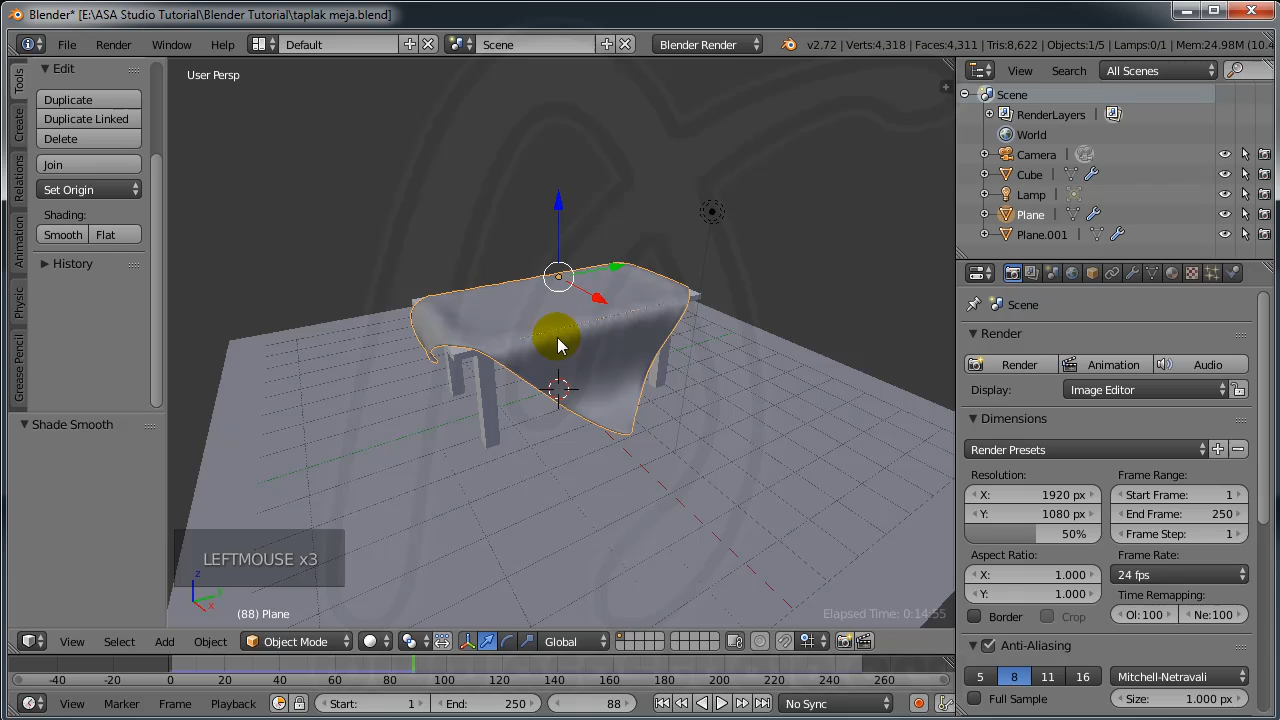 Blender* [E:\ASA Studio Tutorial\Blender Tutorial\taplak meja.blend]
File Render Window Help Default Scene Blender Render v2.72 | Verts:4,318 | Faces:4,311 | Tris:8,622 | Objects:1/5 | Lamps:0/1 | Mem:24.98M (10.4
Tools
Create
Relations
Animation
Physic
Grease Pencil
Edit
Duplicate
Duplicate Linked
Delete
Join
Set Origin
Shading:
Smooth Flat
History
Shade Smooth
User Persp
LEFTMOUSE x3
z
y
x
(88) Plane
Elapsed Time: 0:14:55
View Select Add Object Object Mode Global
-40 -20 0 20 40 60 80 100 120 140 160 180 200 220 240 260
View Marker Frame Playback Start: 1 End: 250 88 No Sync
View Search All Scenes
Scene
RenderLayers
World
Camera
Cube
Lamp
Plane
Plane.001
Scene
Render
Render Animation Audio
Display: Image Editor
Dimensions
Render Presets
Resolution: Frame Range:
X: 1920 px Start Frame: 1
Y: 1080 px End Frame: 250
50% Frame Step: 1
Aspect Ratio: Frame Rate:
X: 1.000 24 fps
Y: 1.000 Time Remapping:
Border Crop Ol: 100 Ne:100
Anti-Aliasing
5 8 11 16 Mitchell-Netravali
Full Sample Size: 1.000 px